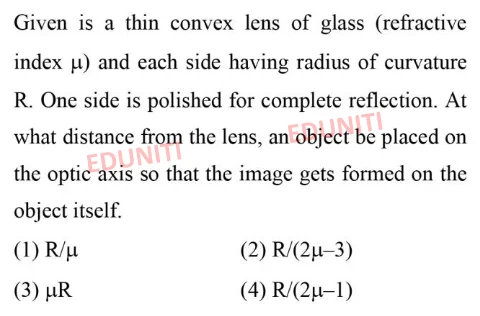 Given is a thin convex lens of glass (refractive
index μ) and each side having radius of curvature
R. One side is polished for complete reflection. At
what distance from the lens, an object be placed on
the optic axis so that the image gets formed on the
object itself.
(1) R/μ (2) R/(2μ–3)
(3) μR (4) R/(2μ–1)
EDUNITI
EDUNITI